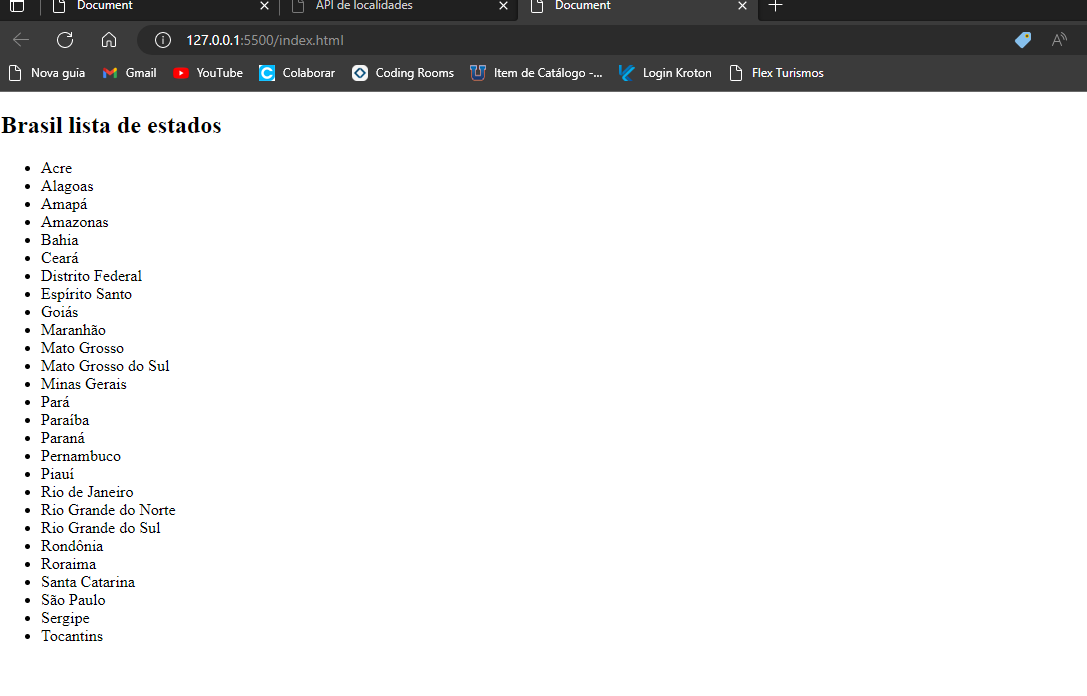 Document API de localidades Document
127.0.0.1:5500/index.html
Nova guia Gmail YouTube Colaborar Coding Rooms Item de Catálogo -... Login Kroton Flex Turismos
Brasil lista de estados
Acre
Alagoas
Amapá
Amazonas
Bahia
Ceará
Distrito Federal
Espírito Santo
Goiás
Maranhão
Mato Grosso
Mato Grosso do Sul
Minas Gerais
Pará
Paraíba
Paraná
Pernambuco
Piauí
Rio de Janeiro
Rio Grande do Norte
Rio Grande do Sul
Rondônia
Roraima
Santa Catarina
São Paulo
Sergipe
Tocantins